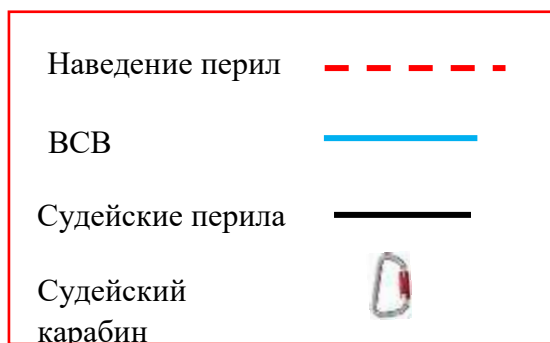 Наведение перил
ВСВ
Судейские перила
Судейский
карабин